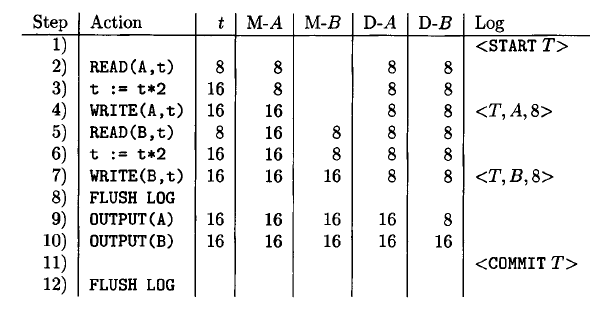 Step Action t M-A M-B D-A D-B Log
1) <START T>
2) READ(A,t) 8 8 8 8
3) t := t*2 16 8 8 8
4) WRITE(A,t) 16 16 8 8 <T, A, 8>
5) READ(B,t) 8 16 8 8 8
6) t := t*2 16 16 8 8 8
7) WRITE(B,t) 16 16 16 8 8 <T, B, 8>
8) FLUSH LOG
9) OUTPUT(A) 16 16 16 16 8
10) OUTPUT(B) 16 16 16 16 16
11) <COMMIT T>
12) FLUSH LOG